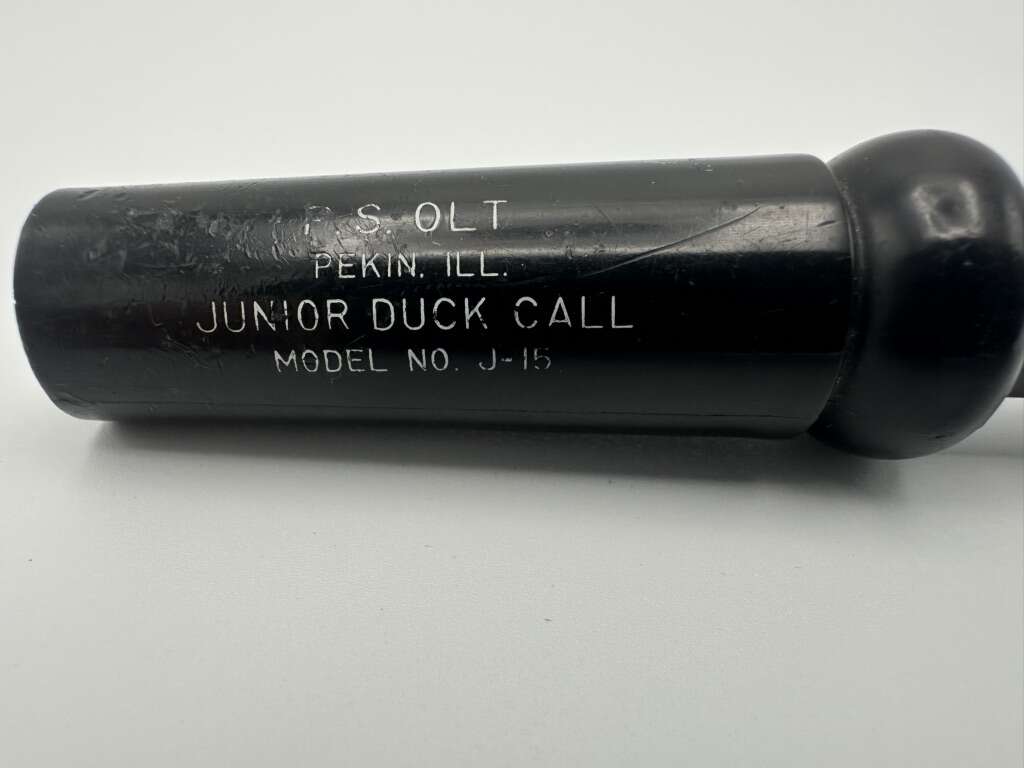 P. S. OLT
PEKIN. ILL.
JUNIOR DUCK CALL
MODEL NO. J-15